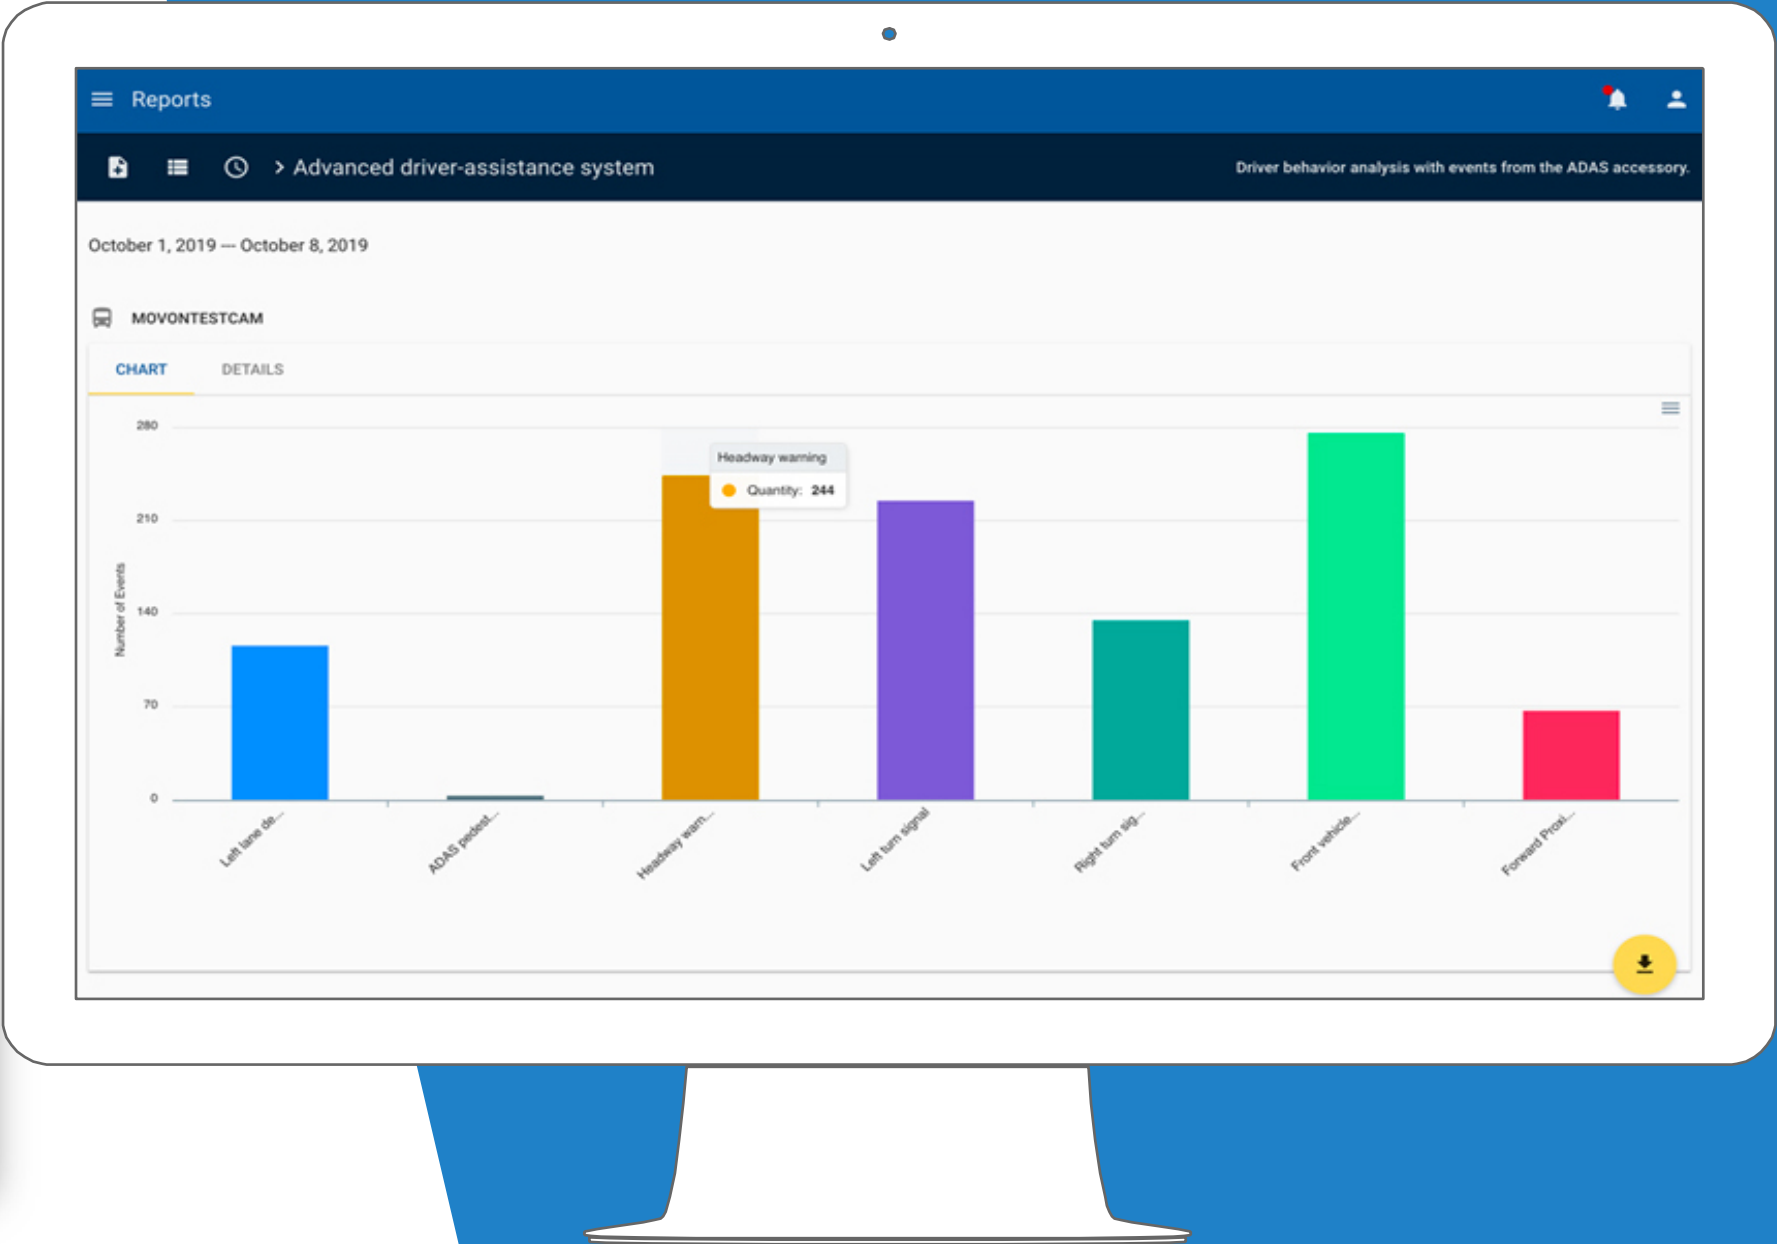 Reports
> Advanced driver-assistance system
Driver behavior analysis with events from the ADAS accessory.
October 1, 2019 — October 8, 2019
MOVONTESTCAM
CHART DETAILS
280
Headway warning
Quantity: 244
210
Number of Events
140
70
0
Left lane de...
ADAS pedest...
Headway warn...
Left turn signal
Right turn sig...
Front vehicle...
Forward Proxi...